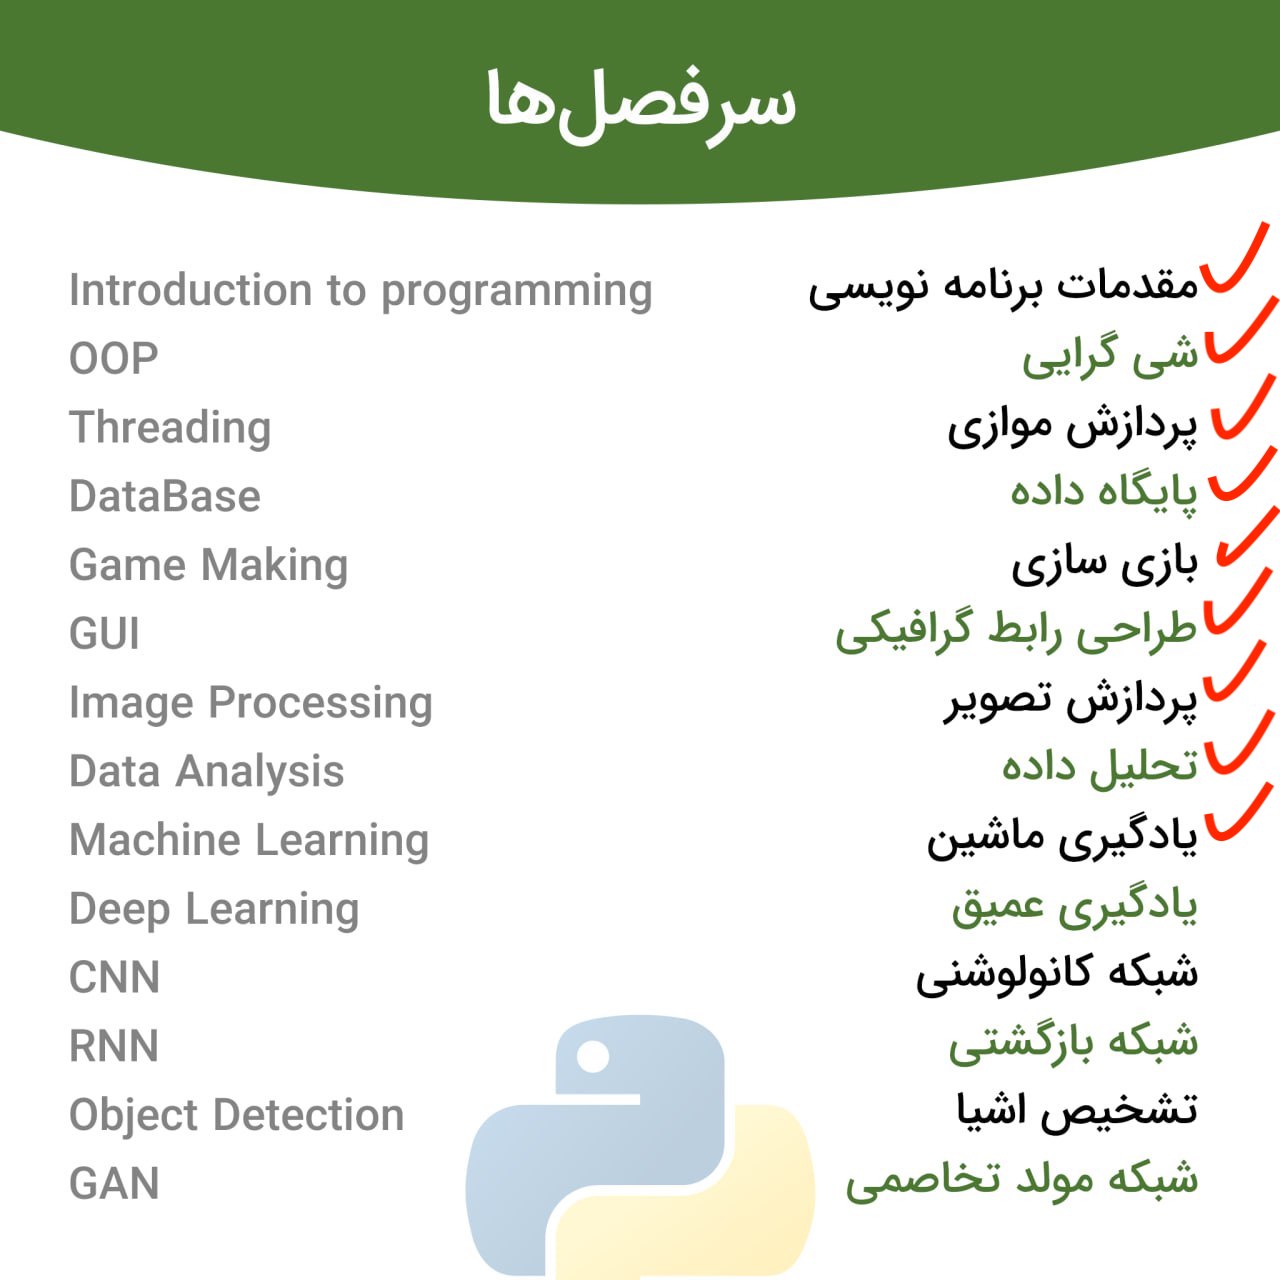 سرفصل‌ها
مقدمات برنامه نویسی Introduction to programming
شی گرایی OOP
پردازش موازی Threading
پایگاه داده DataBase
بازی سازی Game Making
طراحی رابط گرافیکی GUI
پردازش تصویر Image Processing
تحلیل داده Data Analysis
یادگیری ماشین Machine Learning
یادگیری عمیق Deep Learning
شبکه کانولوشنی CNN
شبکه بازگشتی RNN
تشخیص اشیا Object Detection
شبکه مولد تخاصمی GAN